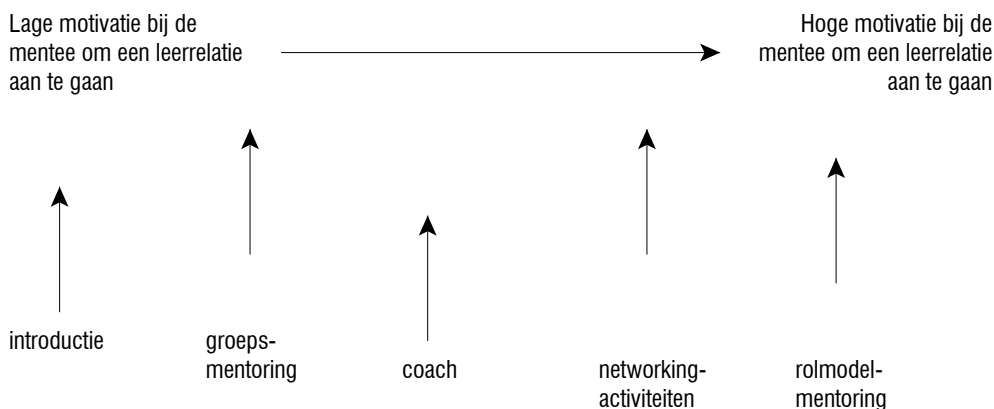 Lage motivatie bij de
mentee om een leerrelatie
aan te gaan
Hoge motivatie bij de
mentee om een leerrelatie
aan te gaan
introductie
groeps-
mentoring
coach
networking-
activiteiten
rolmodel-
mentoring